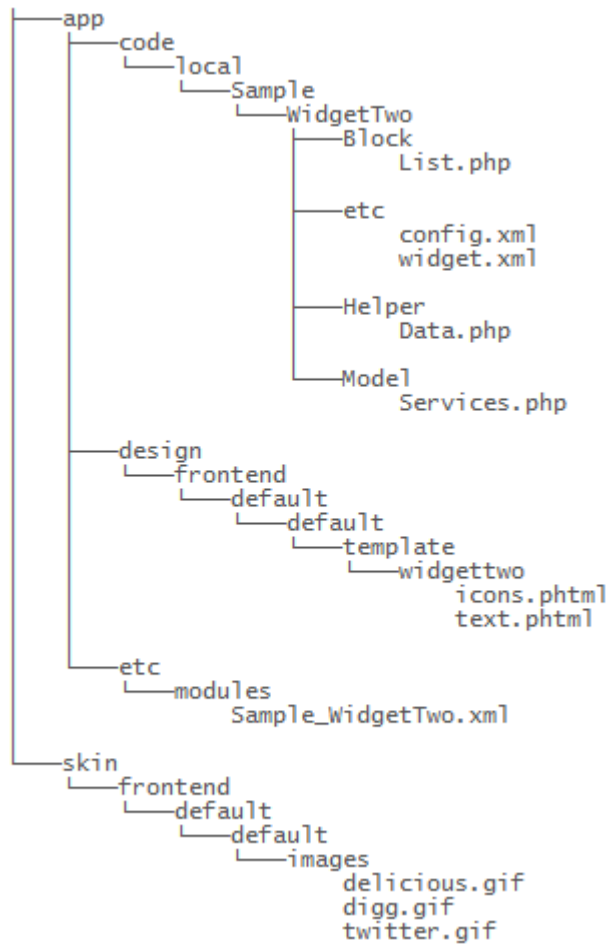 app
code
local
Sample
WidgetTwo
Block
List.php
etc
config.xml
widget.xml
Helper
Data.php
Model
Services.php
design
frontend
default
default
template
widgettwo
icons.phtml
text.phtml
etc
modules
Sample_WidgetTwo.xml
skin
frontend
default
default
images
delicious.gif
digg.gif
twitter.gif